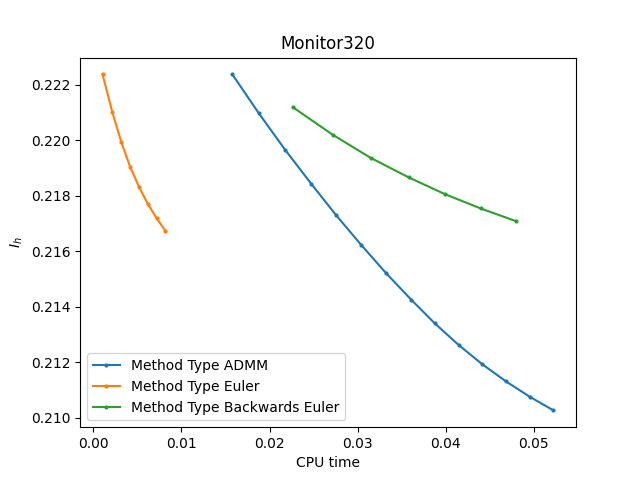 Monitor320
0.222
0.220
0.218
0.216
0.214
0.212
0.210
I_h
Method Type ADMM
Method Type Euler
Method Type Backwards Euler
0.00 0.01 0.02 0.03 0.04 0.05
CPU time